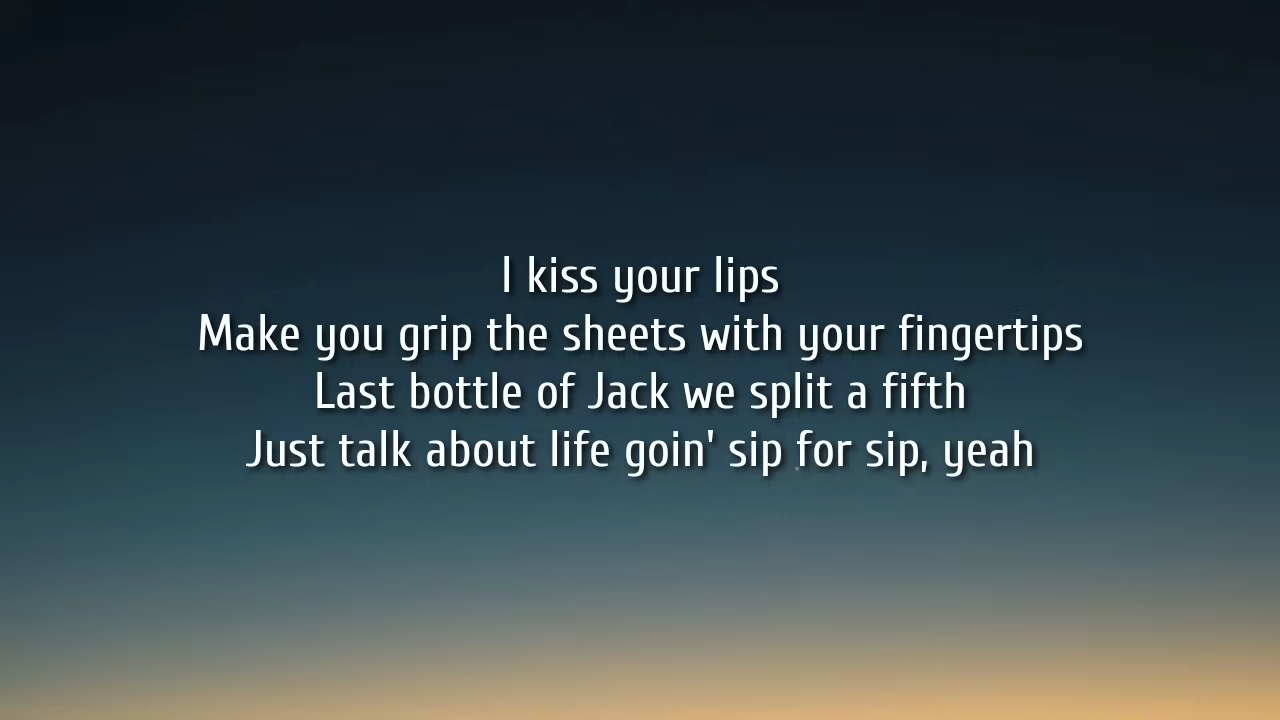 I kiss your lips
Make you grip the sheets with your fingertips
Last bottle of Jack we split a fifth
Just talk about life goin' sip for sip, yeah